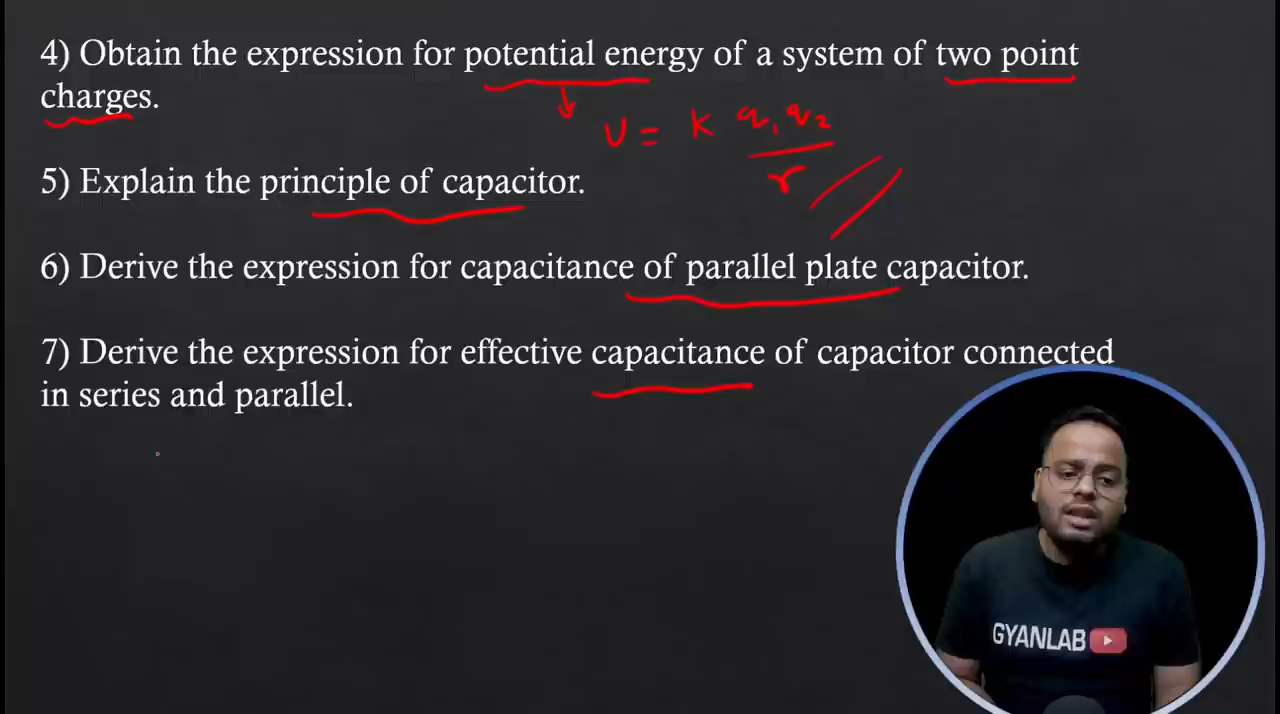 4) Obtain the expression for potential energy of a system of two point
charges.
U = K q₁ q₂
r
5) Explain the principle of capacitor.
6) Derive the expression for capacitance of parallel plate capacitor.
7) Derive the expression for effective capacitance of capacitor connected
in series and parallel.
GYANLAB